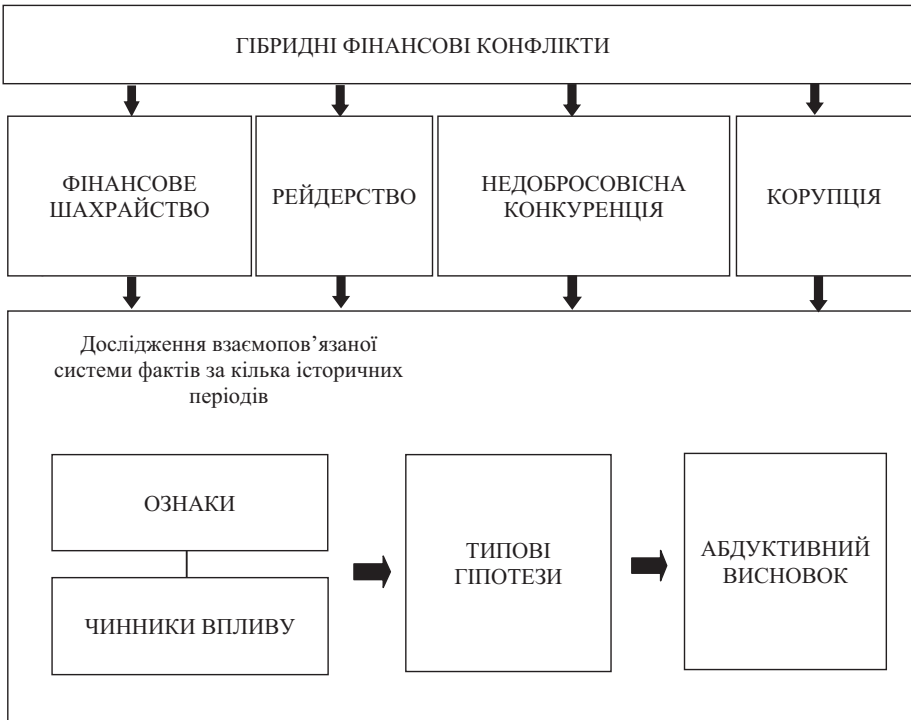 ГІБРИДНІ ФІНАНСОВІ КОНФЛІКТИ
ФІНАНСОВЕ
ШАХРАЙСТВО
РЕЙДЕРСТВО
НЕДОБРОСОВІСНА
КОНКУРЕНЦІЯ
КОРУПЦІЯ
Дослідження взаємопов’язаної
системи фактів за кілька історичних
періодів
ОЗНАКИ
ЧИННИКИ ВПЛИВУ
ТИПОВІ
ГІПОТЕЗИ
АБДУКТИВНИЙ
ВИСНОВОК